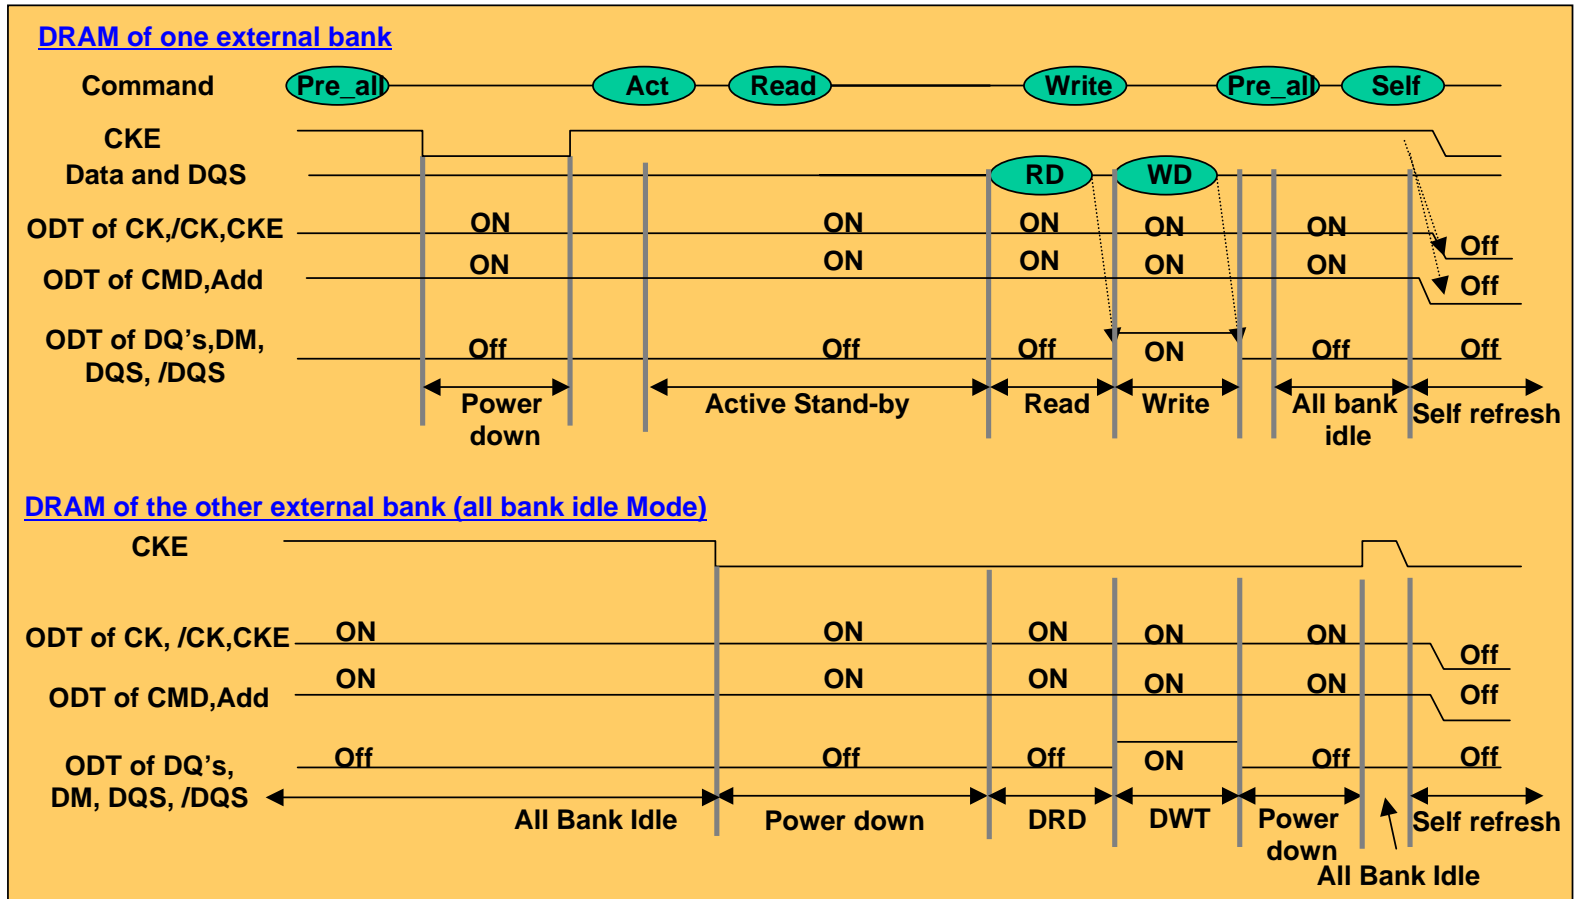 DRAM of one external bank
Command Pre_all Act Read Write Pre_all Self
CKE
Data and DQS RD WD
ODT of CK,/CK,CKE ON ON ON ON ON Off
ODT of CMD,Add ON ON ON ON ON Off
ODT of DQ’s,DM,
DQS, /DQS Off Off Off ON Off Off
Power
down
Active Stand-by
Read
Write
All bank
idle
Self refresh
DRAM of the other external bank (all bank idle Mode)
CKE
ODT of CK, /CK,CKE ON ON ON ON ON Off
ODT of CMD,Add ON ON ON ON ON Off
ODT of DQ’s,
DM, DQS, /DQS Off Off Off ON Off Off
All Bank Idle
Power down
DRD
DWT
Power
down
Self refresh
All Bank Idle